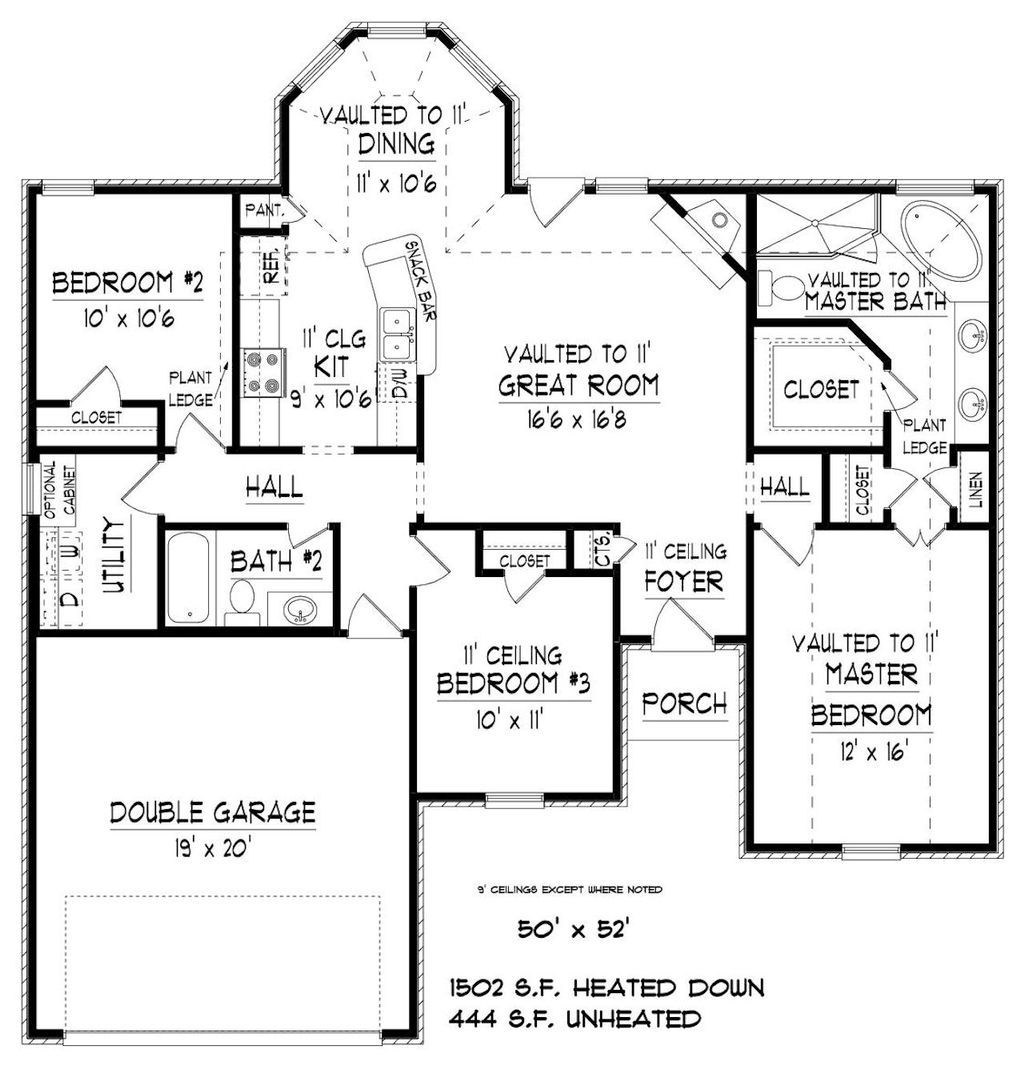 VAULTED TO 11'
DINING
11' x 10'6
PANT.
REF.
SNACK BAR
BEDROOM #2
10' x 10'6
11' CLG
KIT
9' x 10'6
D/W
PLANT
LEDGE
CLOSET
VAULTED TO 11'
GREAT ROOM
16'6 x 16'8
VAULTED TO 11'
MASTER BATH
CLOSET
PLANT
LEDGE
OPTIONAL
CABINET
HALL
HALL
CLOSET
LINEN
D W
UTILITY
BATH #2
CLOSET
CTS.
11' CEILING
FOYER
11' CEILING
BEDROOM #3
10' x 11'
PORCH
VAULTED TO 11'
MASTER
BEDROOM
12' x 16'
DOUBLE GARAGE
19' x 20'
9' CEILINGS EXCEPT WHERE NOTED
50' x 52'
1502 S.F. HEATED DOWN
444 S.F. UNHEATED